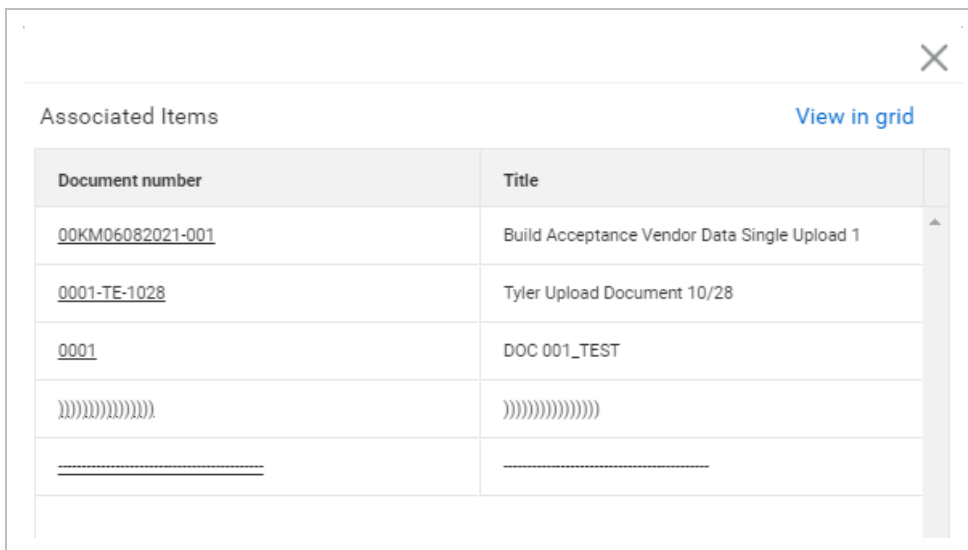 Associated Items View in grid
Document number Title
00KM06082021-001 Build Acceptance Vendor Data Single Upload 1
0001-TE-1028 Tyler Upload Document 10/28
0001 DOC 001_TEST
)))))))))))))))) ))))))))))))))))
----------------------------------------- -----------------------------------------